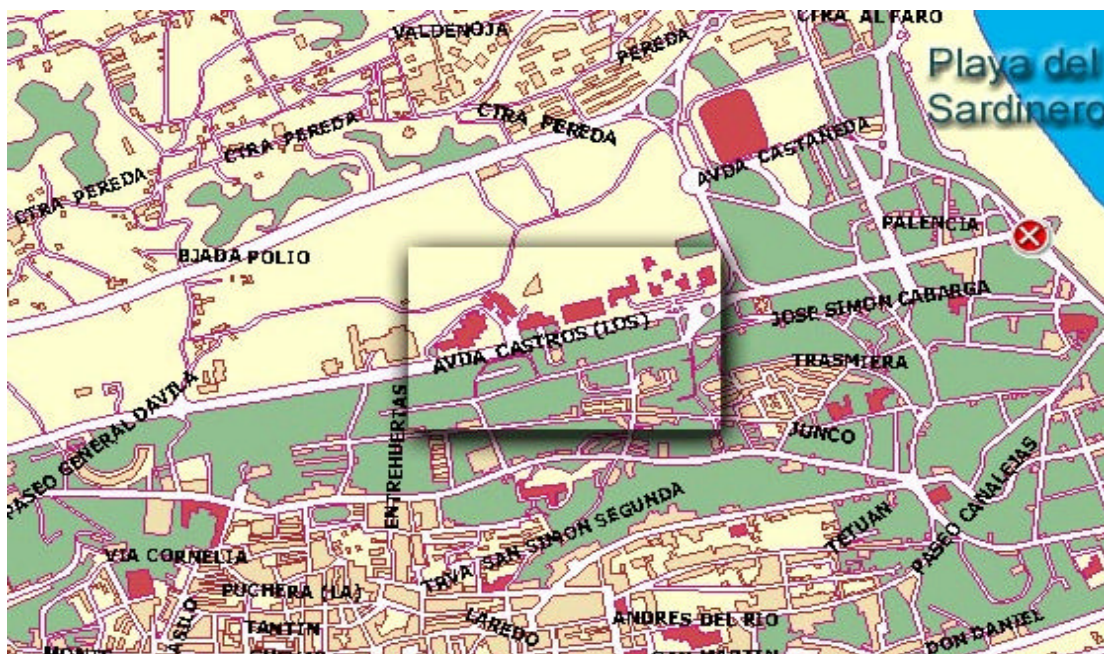 CTRA AL FARO
VALDENOJA
PEREDA
Playa del
Sardinero
CTRA PEREDA
CTRA PEREDA
CTRA PEREDA
AVDA CASTAÑEDA
PALENCIA
BJADA POLIO
JOSE SIMON CABARGA
AVDA CASTROS (LOS)
TRASMIERA
PASEO GENERAL DAVILA
ENTREHUERTAS
JUNCO
PASEO CANALEJAS
TRVA SAN SIMON SEGUNDA
TETUAN
VIA CORNELIA
PUCHERA (LA)
ASILO
TANTIN
LAREDO
ANDRES DEL RIO
DON DANIEL